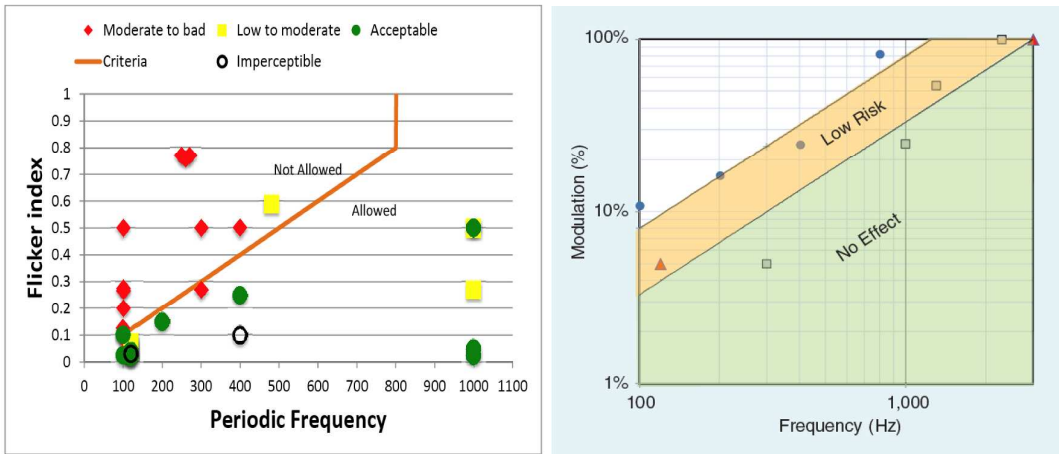 Moderate to bad Low to moderate Acceptable
Criteria Imperceptible
1
0.9
0.8
0.7
0.6
0.5
0.4
0.3
0.2
0.1
0
Flicker index
Not Allowed
Allowed
0 100 200 300 400 500 600 700 800 900 1000 1100
Periodic Frequency
100%
10%
1%
Modulation (%)
Low Risk
No Effect
100 1,000
Frequency (Hz)